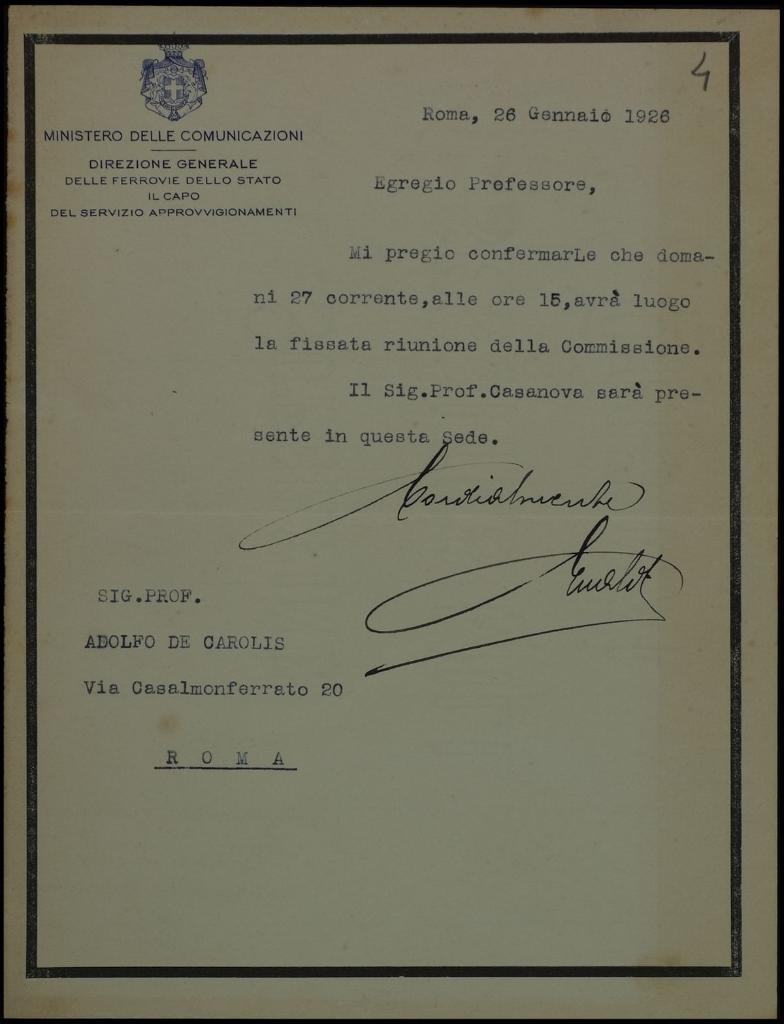 4
MINISTERO DELLE COMUNICAZIONI
DIREZIONE GENERALE
DELLE FERROVIE DELLO STATO
IL CAPO
DEL SERVIZIO APPROVVIGIONAMENTI
Roma, 26 Gennaio 1926
Egregio Professore,
Mi pregio confermarLe che doma-
ni 27 corrente,alle ore 15,avrà luogo
la fissata riunione della Commissione.
Il Sig.Prof.Casanova sarà pre-
sente in questa Sede.
Cordialmente
SIG.PROF.
ADOLFO DE CAROLIS
Via Casalmonferrato 20
R O M A